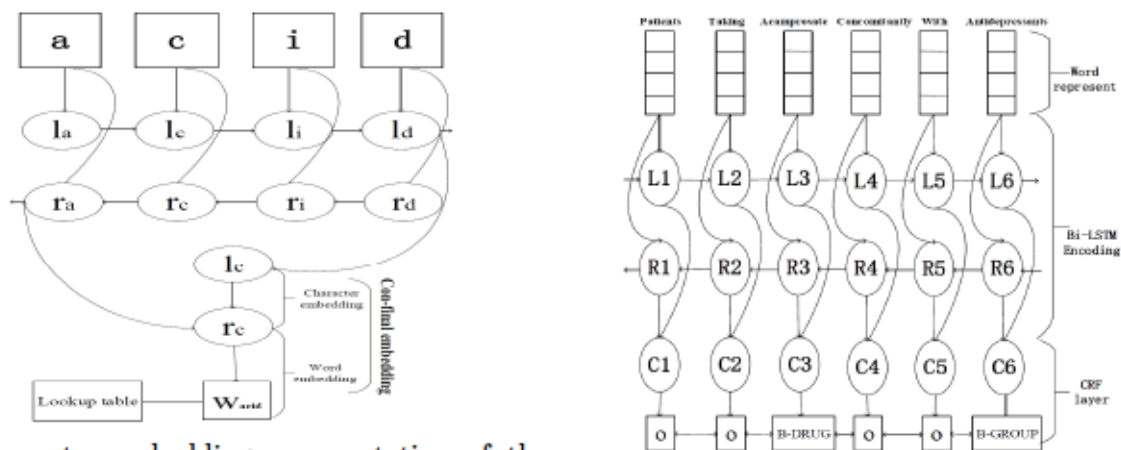 a c i d
la lc li ld
ra rc ri rd
lc
Character
embedding
rc
Word
embedding
Con-final embedding
Lookup table
Wacid
Patients Taking Acamprosate Concomitantly With Antidepressants
Word
represent
L1 L2 L3 L4 L5 L6
Bi-LSTM
Encoding
R1 R2 R3 R4 R5 R6
C1 C2 C3 C4 C5 C6
CRF
layer
O O B-DRUG O O B-GROUP